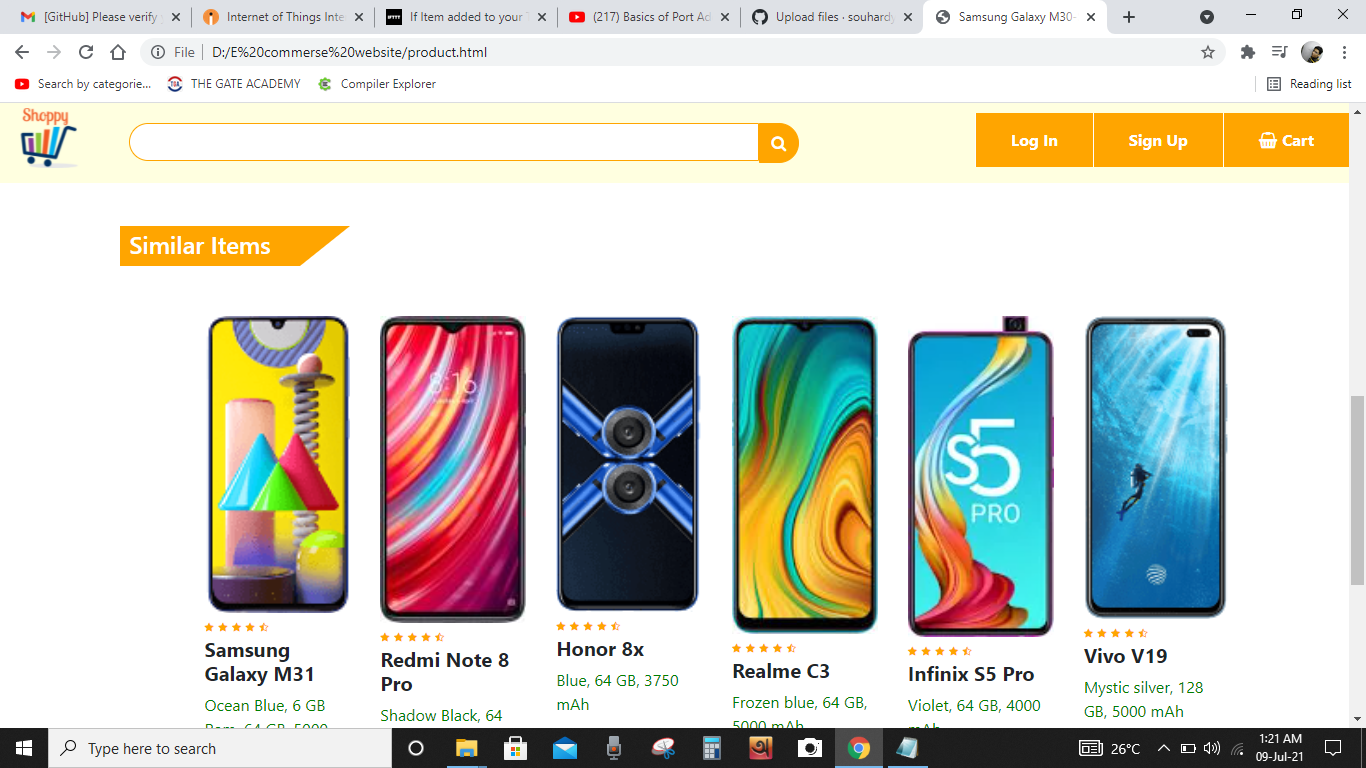 [GitHub] Please verify
Internet of Things Inte
IFTTT
If Item added to your
(217) Basics of Port Ad
Upload files · souhardy
Samsung Galaxy M30-
File
D:/E%20commerse%20website/product.html
Search by categorie...
TGA
THE GATE ACADEMY
Compiler Explorer
Reading list
Shoppy
Log In
Sign Up
Cart
Similar Items
8:16
S5
PRO
Samsung
Galaxy M31
Ocean Blue, 6 GB
Ram, 64 GB, 5000
Redmi Note 8
Pro
Shadow Black, 64
Honor 8x
Blue, 64 GB, 3750
mAh
Realme C3
Frozen blue, 64 GB,
5000 mAh
Infinix S5 Pro
Violet, 64 GB, 4000
mAh
Vivo V19
Mystic silver, 128
GB, 5000 mAh
Type here to search
অ
26°C
1:21 AM
09-Jul-21